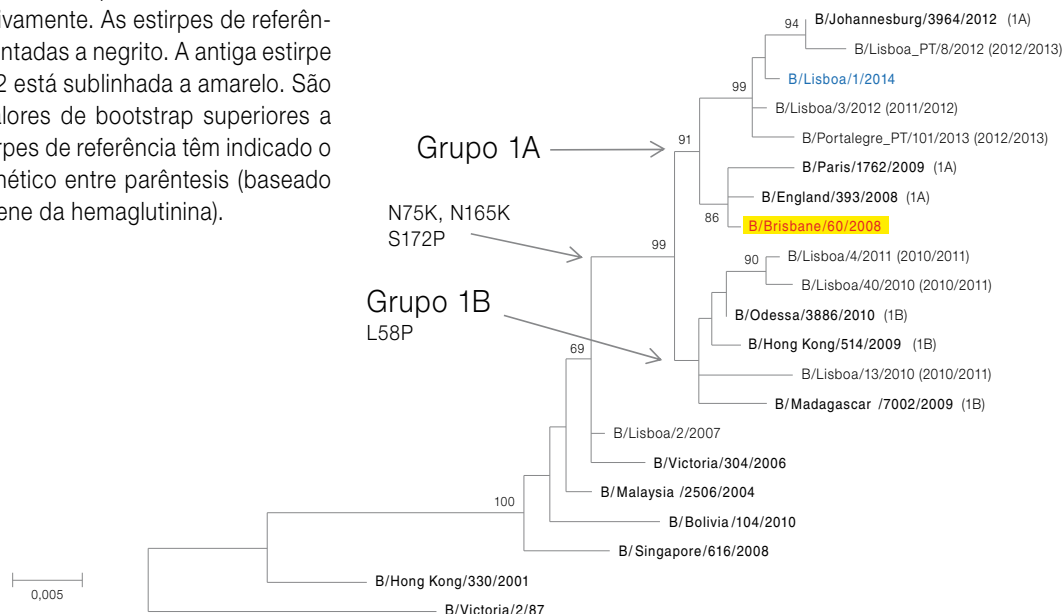 ivamente. As estirpes de referên-
entadas a negrito. A antiga estirpe
2 está sublinhada a amarelo. São
alores de bootstrap superiores a
rpes de referência têm indicado o
nético entre parêntesis (baseado
ene da hemaglutinina).
94
B/Johannesburg/3964/2012 (1A)
B/Lisboa_PT/8/2012 (2012/2013)
B/Lisboa/1/2014
99
B/Lisboa/3/2012 (2011/2012)
B/Portalegre_PT/101/2013 (2012/2013)
Grupo 1A
91
B/Paris/1762/2009 (1A)
B/England/393/2008 (1A)
86
B/Brisbane/60/2008
N75K, N165K
S172P
99
B/Lisboa/4/2011 (2010/2011)
90
B/Lisboa/40/2010 (2010/2011)
Grupo 1B
L58P
B/Odessa/3886/2010 (1B)
B/Hong Kong/514/2009 (1B)
69
B/Lisboa/13/2010 (2010/2011)
B/Madagascar /7002/2009 (1B)
B/Lisboa/2/2007
B/Victoria/304/2006
B/Malaysia /2506/2004
100
B/Bolivia/104/2010
B/Singapore/616/2008
B/Hong Kong/330/2001
0,005
B/Victoria/2/87